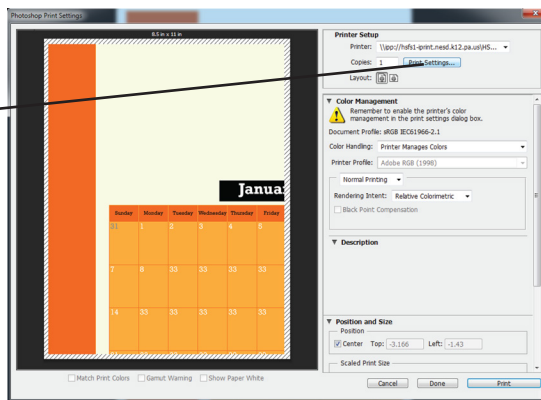 Photoshop Print Settings
8.5 in x 11 in
Janua
Sunday Monday Tuesday Wednesday Thursday Friday
31 1 2 3 4 5
7 8 33 33 33 33
14 33 33 33 33 33
Match Print Colors Gamut Warning Show Paper White
Printer Setup
Printer: \\ipp://hsfs1-iprint.nesd.k12.pa.us\HS...
Copies: 1 Print Settings...
Layout:
Color Management
Remember to enable the printer's color
management in the print settings dialog box.
Document Profile: sRGB IEC61966-2.1
Color Handling: Printer Manages Colors
Printer Profile: Adobe RGB (1998)
Normal Printing
Rendering Intent: Relative Colorimetric
Black Point Compensation
Description
Position and Size
Position
Center Top: -3.166 Left: -1.43
Scaled Print Size
Cancel Done Print